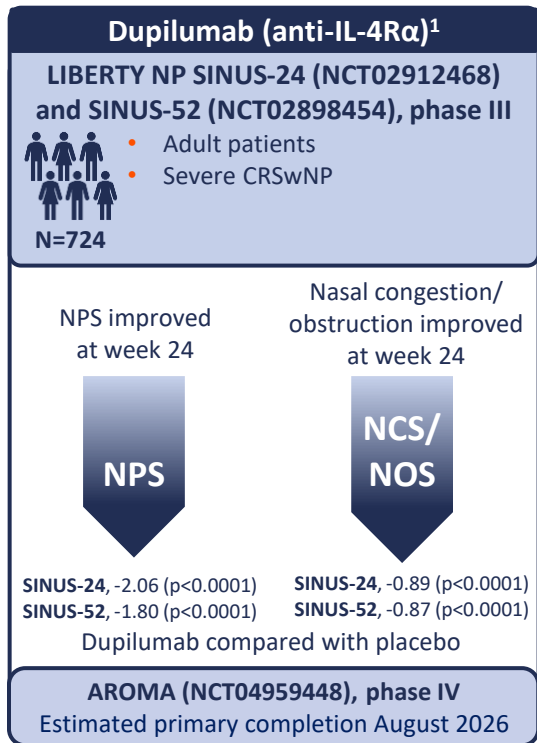 Dupilumab (anti-IL-4Rα)¹
LIBERTY NP SINUS-24 (NCT02912468)
and SINUS-52 (NCT02898454), phase III
• Adult patients
• Severe CRSwNP
N=724
NPS improved
at week 24
Nasal congestion/
obstruction improved
at week 24
NPS
NCS/
NOS
SINUS-24, -2.06 (p<0.0001)
SINUS-52, -1.80 (p<0.0001)
SINUS-24, -0.89 (p<0.0001)
SINUS-52, -0.87 (p<0.0001)
Dupilumab compared with placebo
AROMA (NCT04959448), phase IV
Estimated primary completion August 2026